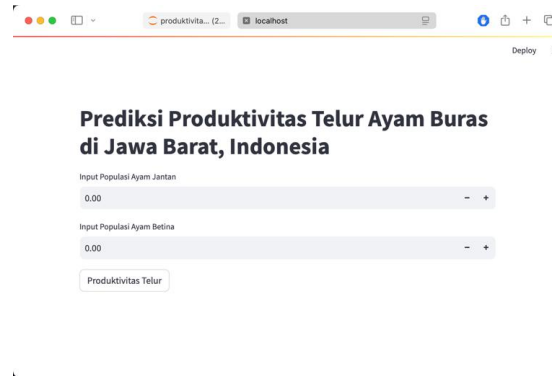 produktivita... (2...
localhost
Deploy
Prediksi Produktivitas Telur Ayam Buras
di Jawa Barat, Indonesia
Input Populasi Ayam Jantan
0.00
Input Populasi Ayam Betina
0.00
Produktivitas Telur